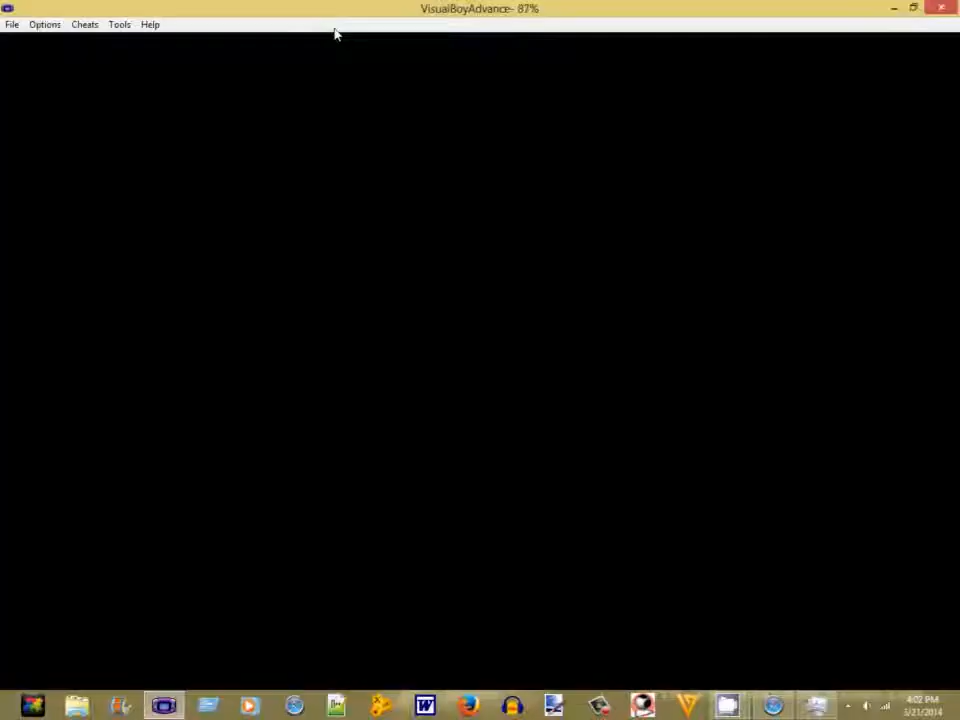 VisualBoyAdvance- 87%
File Options Cheats Tools Help
W
4:02 PM
3/21/2014